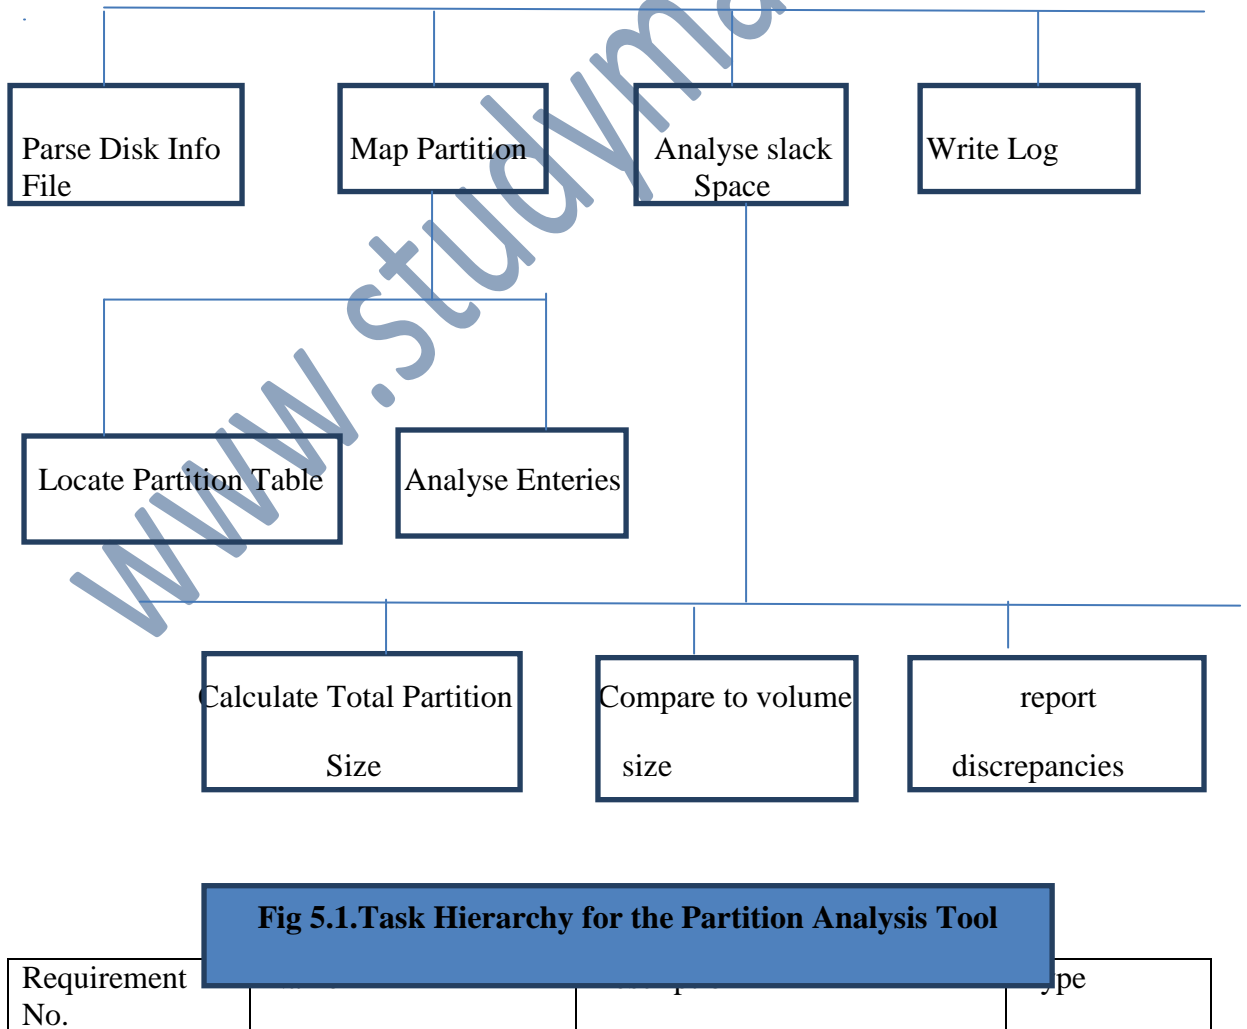 Parse Disk Info
File
Map Partition
Analyse slack
Space
Write Log
Locate Partition Table
Analyse Enteries
Calculate Total Partition
Size
Compare to volume
size
report
discrepancies
Fig 5.1.Task Hierarchy for the Partition Analysis Tool
Requirement
No.
www.studyma